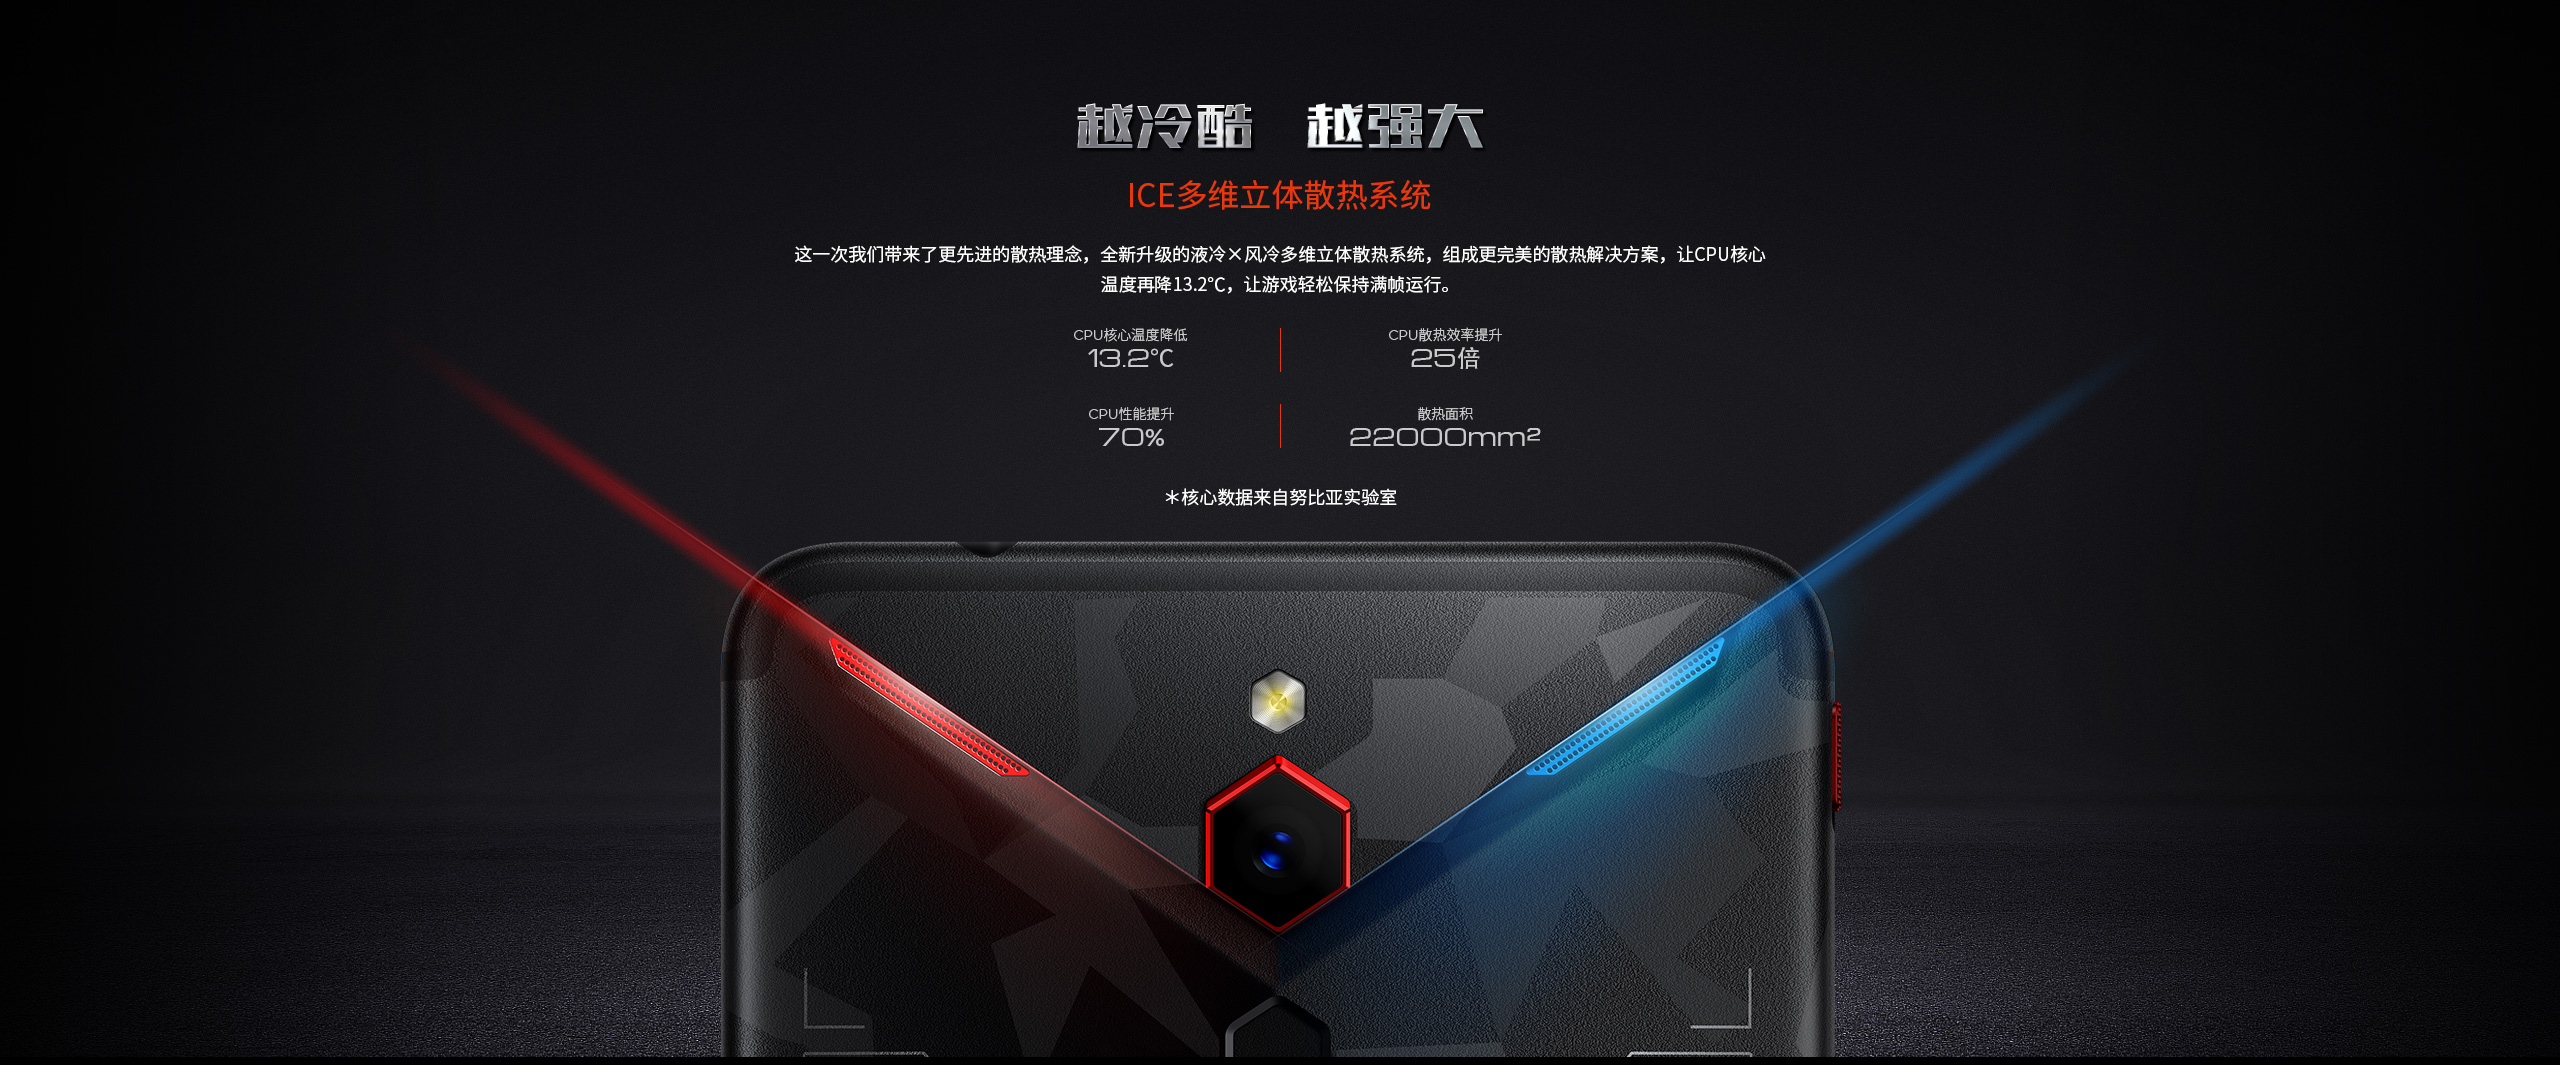 越冷酷 越强大
ICE多维立体散热系统
这一次我们带来了更先进的散热理念，全新升级的液冷×风冷多维立体散热系统，组成更完美的散热解决方案，让CPU核心
温度再降13.2℃，让游戏轻松保持满帧运行。
CPU核心温度降低
13.2℃
CPU散热效率提升
25倍
CPU性能提升
70%
散热面积
22000mm²
＊核心数据来自努比亚实验室